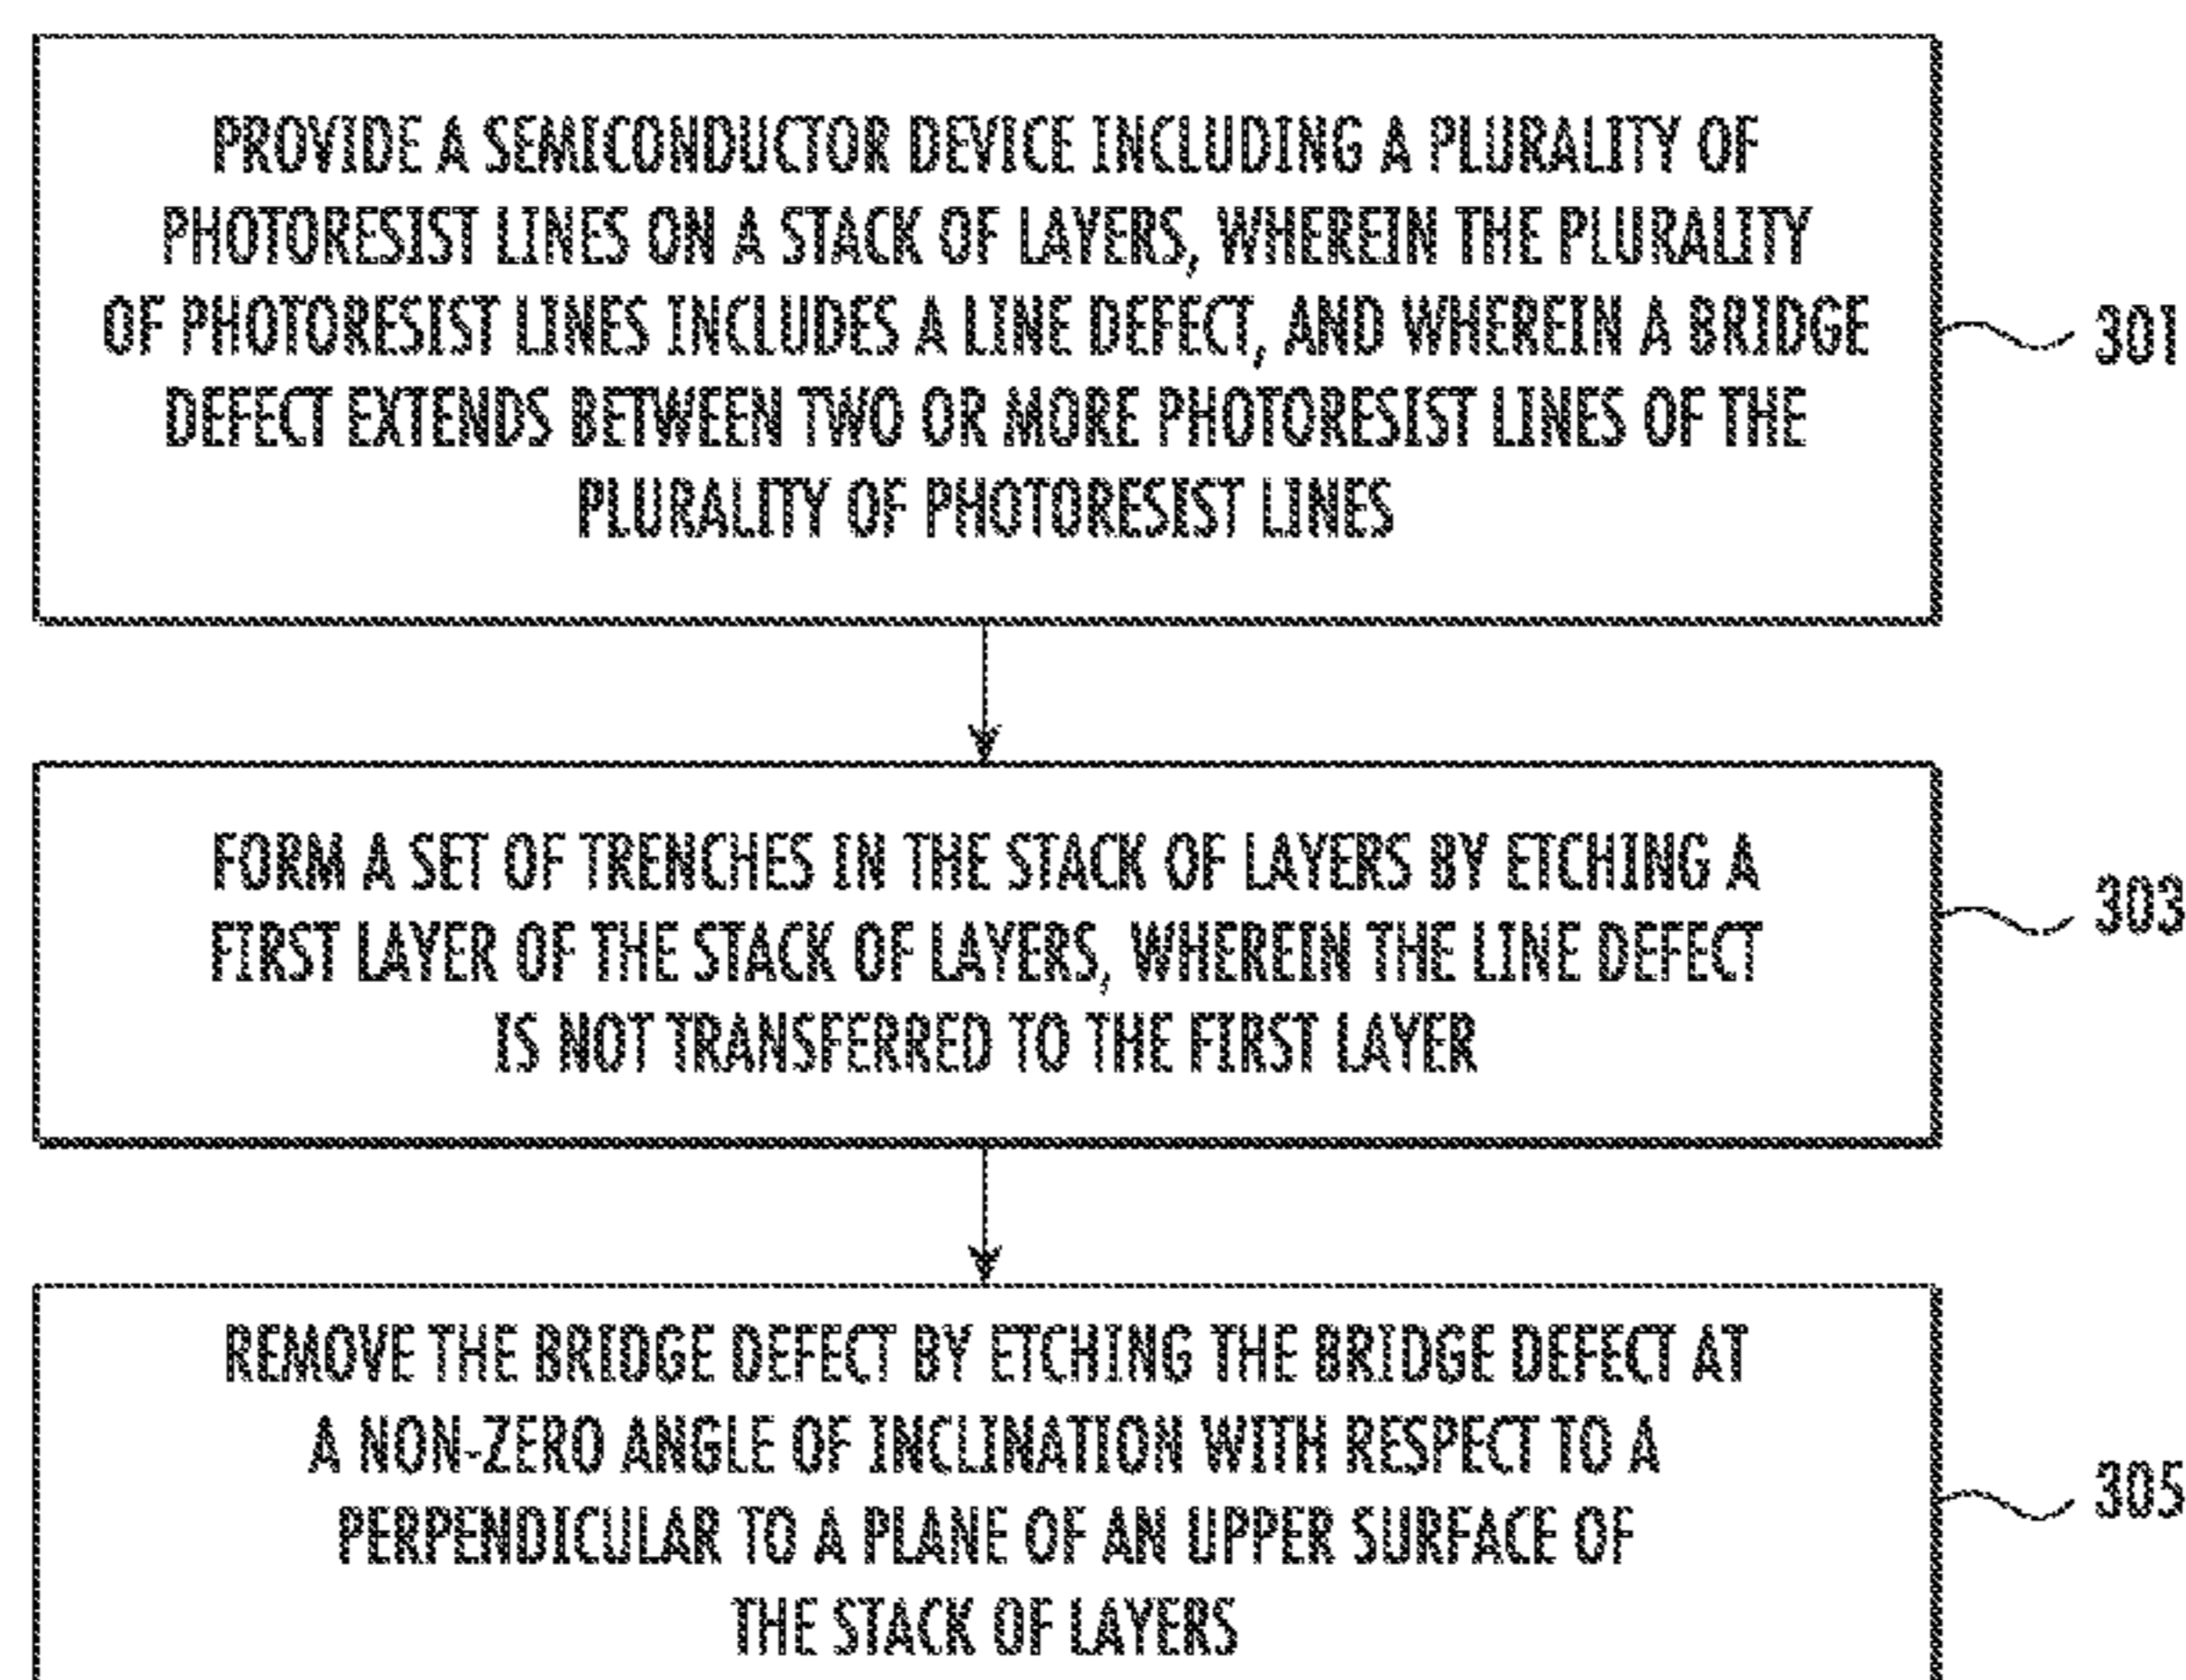 PROVIDE A SEMICONDUCTOR DEVICE INCLUDING A PLURALITY OF
PHOTORESIST LINES ON A STACK OF LAYERS, WHEREIN THE PLURALITY
OF PHOTORESIST LINES INCLUDES A LINE DEFECT, AND WHEREIN A BRIDGE
DEFECT EXTENDS BETWEEN TWO OR MORE PHOTORESIST LINES OF THE
PLURALITY OF PHOTORESIST LINES
301
FORM A SET OF TRENCHES IN THE STACK OF LAYERS BY ETCHING A
FIRST LAYER OF THE STACK OF LAYERS, WHEREIN THE LINE DEFECT
IS NOT TRANSFERRED TO THE FIRST LAYER
303
REMOVE THE BRIDGE DEFECT BY ETCHING THE BRIDGE DEFECT AT
A NON-ZERO ANGLE OF INCLINATION WITH RESPECT TO A
PERPENDICULAR TO A PLANE OF AN UPPER SURFACE OF
THE STACK OF LAYERS
305